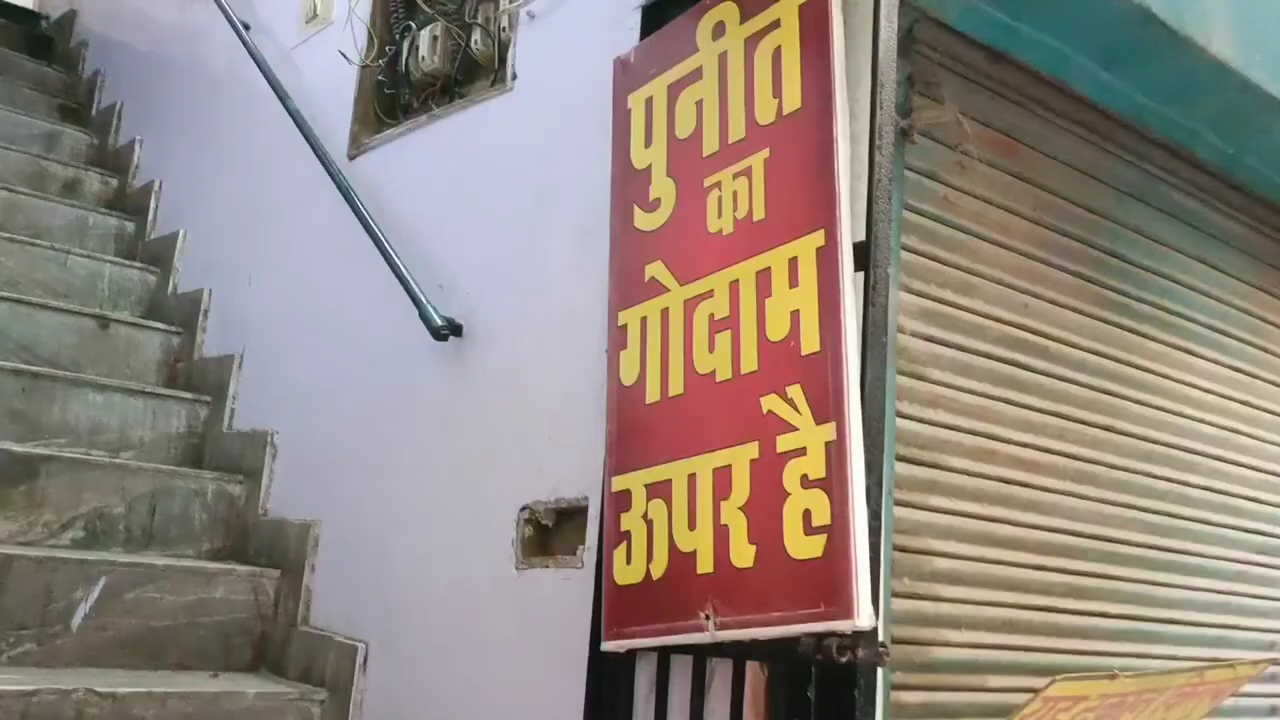 पुनीत
का
गोदाम
ऊपर है